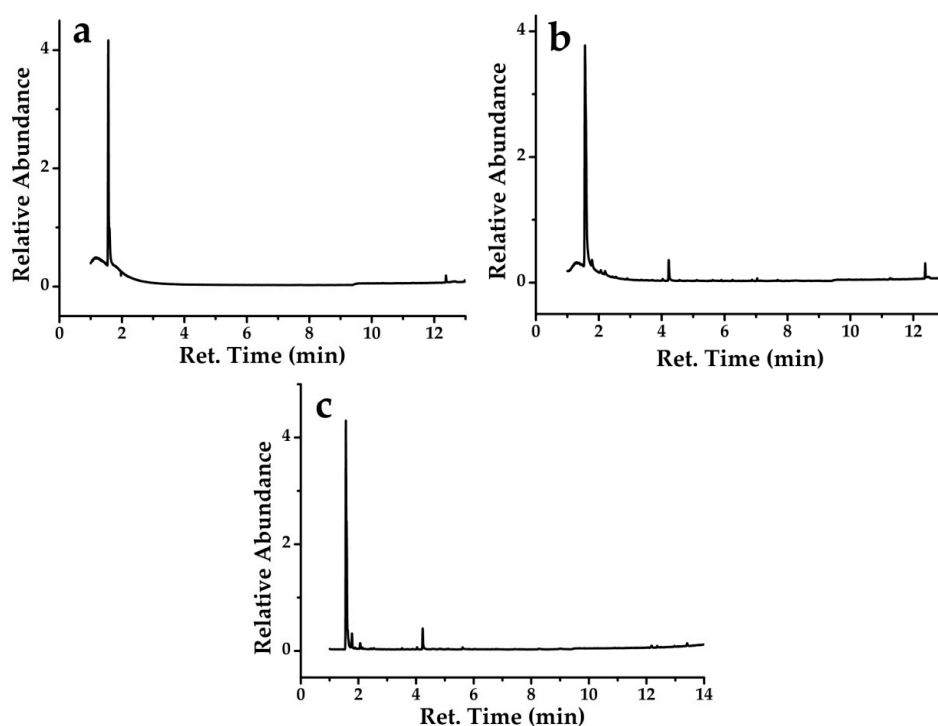 a
Relative Abundance
4
2
0
0 2 4 6 8 10 12
Ret. Time (min)
b
Relative Abundance
4
2
0
0 2 4 6 8 10 12
Ret. Time (min)
c
Relative Abundance
4
2
0
0 2 4 6 8 10 12 14
Ret. Time (min)